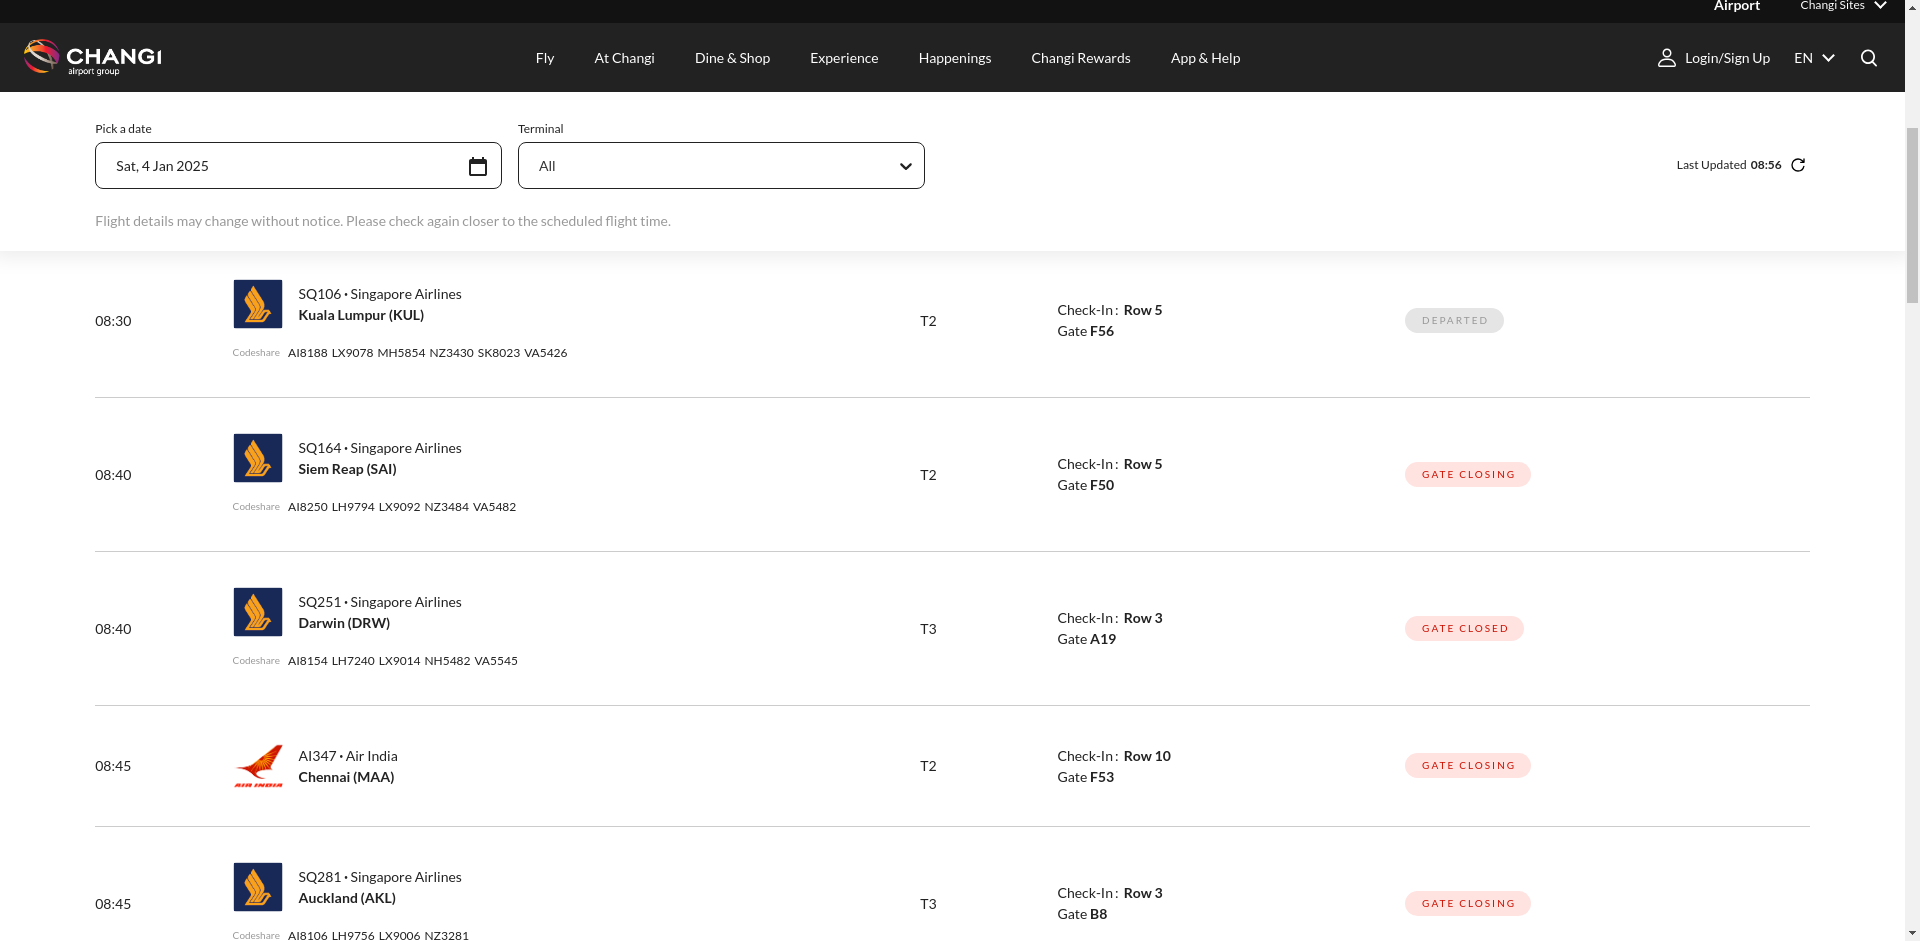 Airport Changi Sites
CHANGI
airport group
Fly At Changi Dine & Shop Experience Happenings Changi Rewards App & Help
Login/Sign Up EN
Pick a date
Sat, 4 Jan 2025
Terminal
All
Last Updated 08:56
Flight details may change without notice. Please check again closer to the scheduled flight time.
08:30
SQ106 · Singapore Airlines
Kuala Lumpur (KUL)
Codeshare AI8188 LX9078 MH5854 NZ3430 SK8023 VA5426
T2
Check-In : Row 5
Gate F56
DEPARTED
08:40
SQ164 · Singapore Airlines
Siem Reap (SAI)
Codeshare AI8250 LH9794 LX9092 NZ3484 VA5482
T2
Check-In : Row 5
Gate F50
GATE CLOSING
08:40
SQ251 · Singapore Airlines
Darwin (DRW)
Codeshare AI8154 LH7240 LX9014 NH5482 VA5545
T3
Check-In : Row 3
Gate A19
GATE CLOSED
08:45
AIR INDIA
AI347 · Air India
Chennai (MAA)
T2
Check-In : Row 10
Gate F53
GATE CLOSING
08:45
SQ281 · Singapore Airlines
Auckland (AKL)
Codeshare AI8106 LH9756 LX9006 NZ3281
T3
Check-In : Row 3
Gate B8
GATE CLOSING